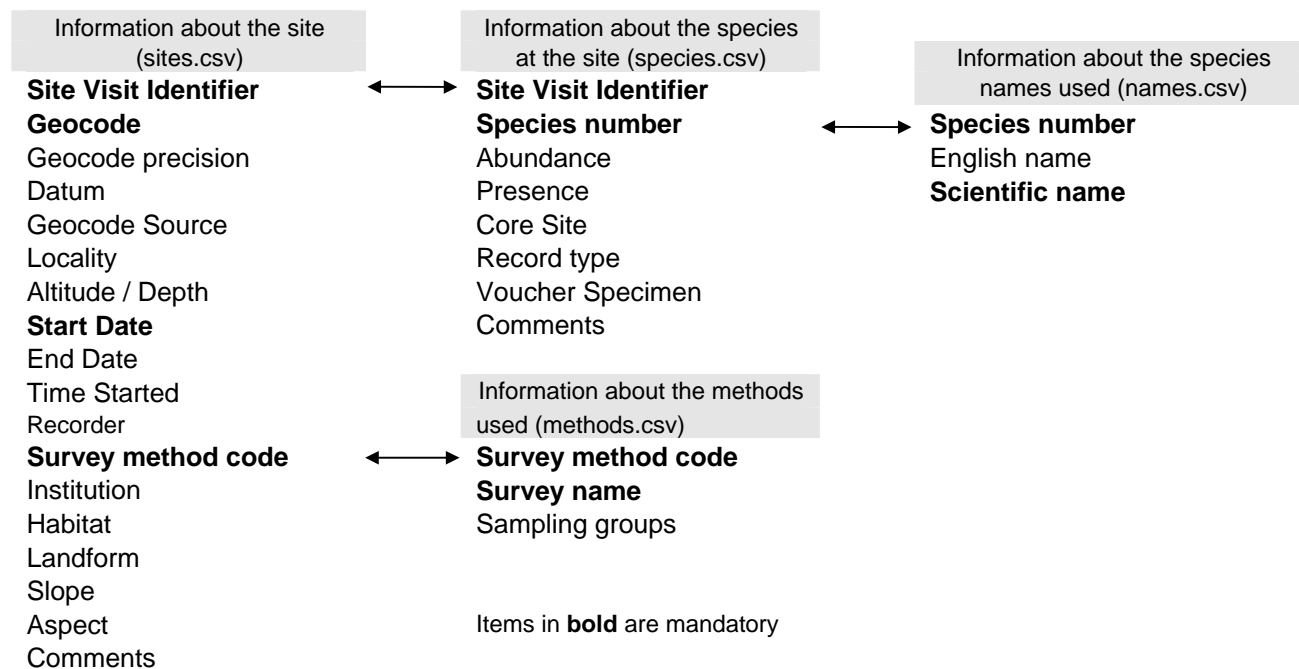 Information about the site
(sites.csv)
Site Visit Identifier
Geocode
Geocode precision
Datum
Geocode Source
Locality
Altitude / Depth
Start Date
End Date
Time Started
Recorder
Survey method code
Institution
Habitat
Landform
Slope
Aspect
Comments
Information about the species
at the site (species.csv)
Site Visit Identifier
Species number
Abundance
Presence
Core Site
Record type
Voucher Specimen
Comments
Information about the methods
used (methods.csv)
Survey method code
Survey name
Sampling groups
Items in bold are mandatory
Information about the species
names used (names.csv)
Species number
English name
Scientific name